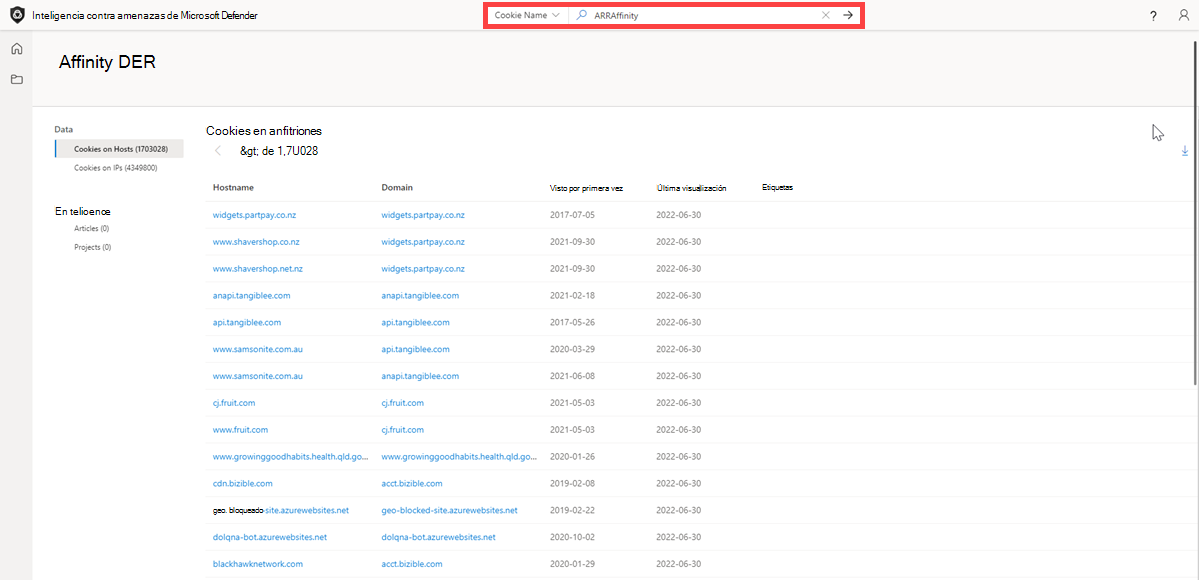 Inteligencia contra amenazas de Microsoft Defender Cookie Name ARRAffinity ?
Affinity DER
Data
Cookies on Hosts (1703028)
Cookies on IPs (4349800)
En telioence
Articles (0)
Projects (0)
Cookies en anfitriones
&gt; de 1,7U028
Hostname Domain Visto por primera vez Última visualización Etiquetas
widgets.partpay.co.nz widgets.partpay.co.nz 2017-07-05 2022-06-30
www.shavershop.co.nz widgets.partpay.co.nz 2021-09-30 2022-06-30
www.shavershop.net.nz widgets.partpay.co.nz 2021-09-30 2022-06-30
anapi.tangiblee.com anapi.tangiblee.com 2021-02-18 2022-06-30
api.tangiblee.com api.tangiblee.com 2017-05-26 2022-06-30
www.samsonite.com.au api.tangiblee.com 2020-03-29 2022-06-30
www.samsonite.com.au anapi.tangiblee.com 2021-06-08 2022-06-30
cj.fruit.com cj.fruit.com 2021-05-03 2022-06-30
www.fruit.com cj.fruit.com 2021-05-03 2022-06-30
www.growinggoodhabits.health.qld.go... www.growinggoodhabits.health.qld.go... 2020-01-26 2022-06-30
cdn.bizible.com acct.bizible.com 2019-02-08 2022-06-30
geo. bloqueado-site.azurewebsites.net geo-blocked-site.azurewebsites.net 2019-02-22 2022-06-30
dolqna-bot.azurewebsites.net dolqna-bot.azurewebsites.net 2020-10-02 2022-06-30
blackhawknetwork.com acct.bizible.com 2020-01-29 2022-06-30